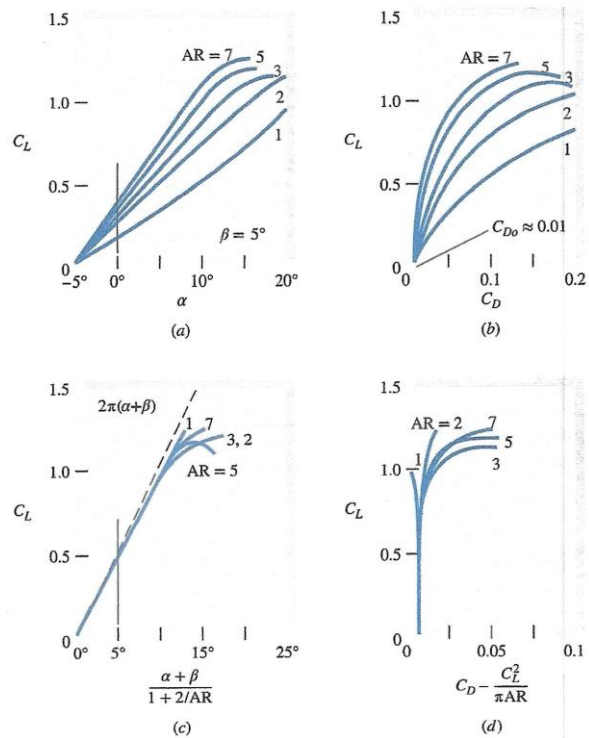 1.5
AR = 7
5
3
2
1
1.0
C_L
0.5
β = 5°
0
−5°
0°
10°
20°
α
(a)
1.5
AR = 7
5
3
2
1
1.0
C_L
0.5
C_Do ≈ 0.01
0
0
0.1
0.2
C_D
(b)
1.5
2π(α+β)
1
7
3, 2
AR = 5
1.0
C_L
0.5
0
0°
5°
15°
25°
α + β
1 + 2/AR
(c)
1.5
AR = 2
7
1
5
3
1.0
C_L
0.5
0
0
0.05
0.1
C_D − C_L^2
πAR
(d)